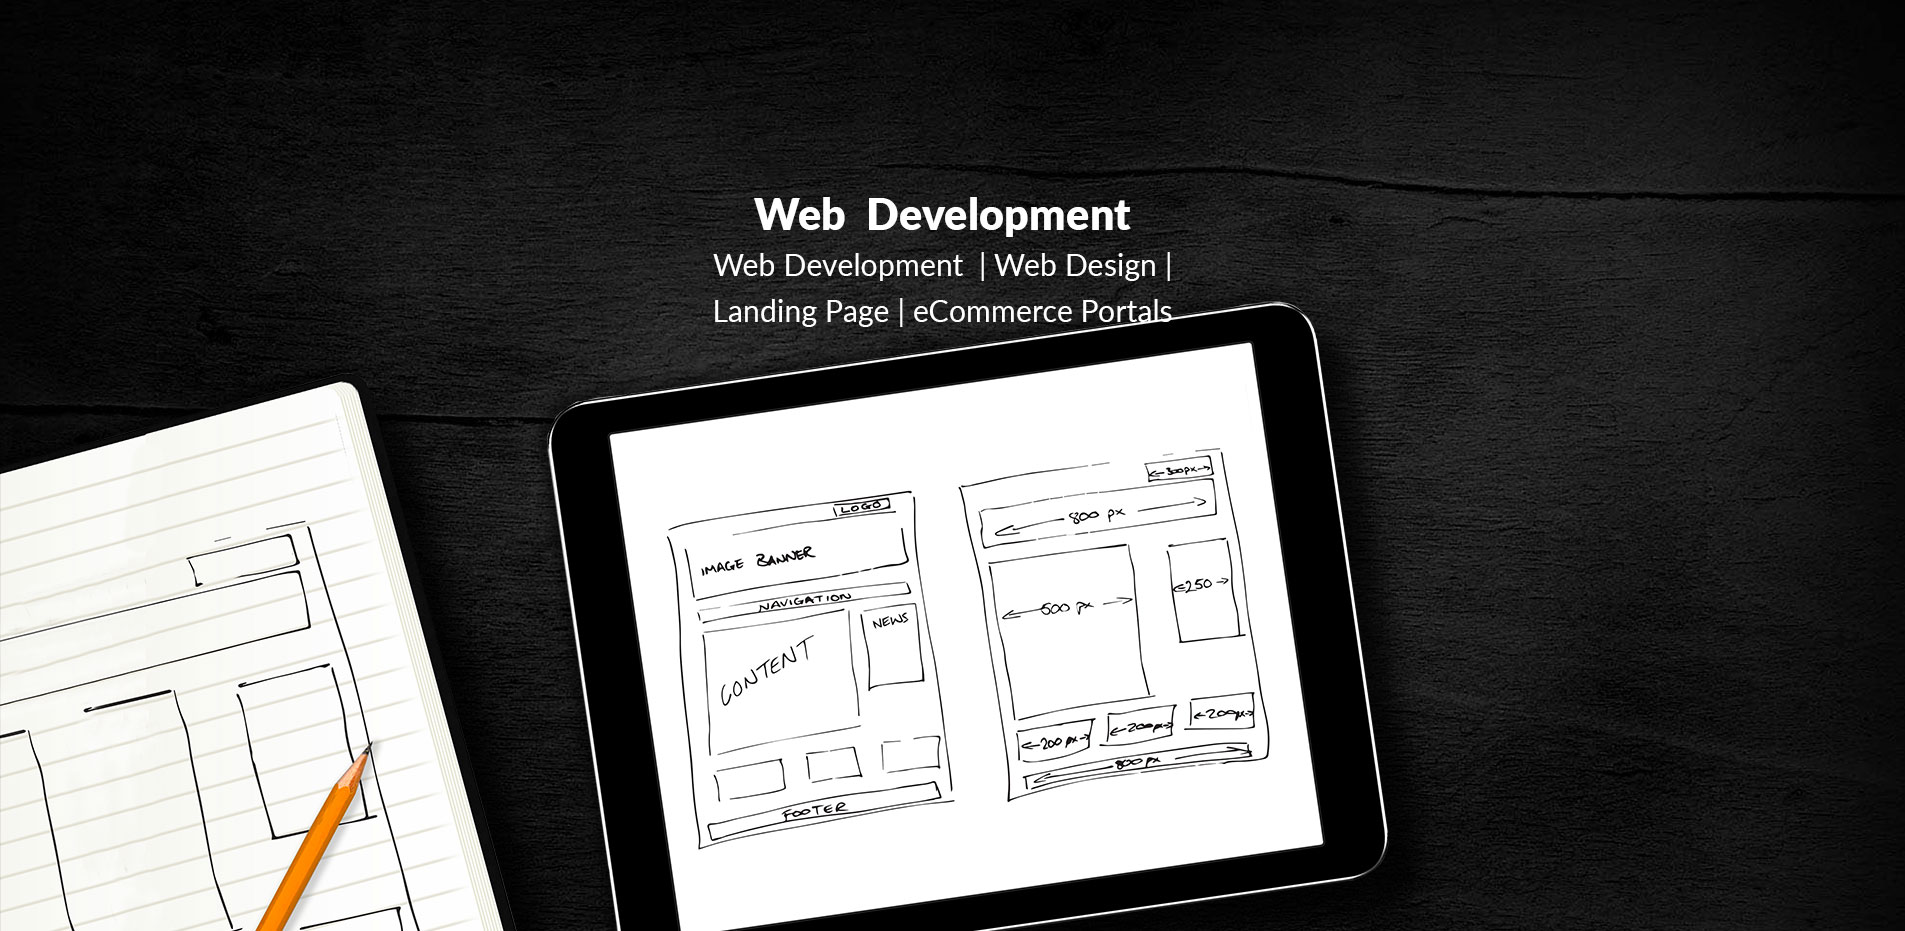 Web Development
Web Development | Web Design |
Landing Page | eCommerce Portals
LOGO
IMAGE BANNER
NAVIGATION
CONTENT
NEWS
FOOTER
300px
800 px
600 px
250
200 px
200px
200px
800 px